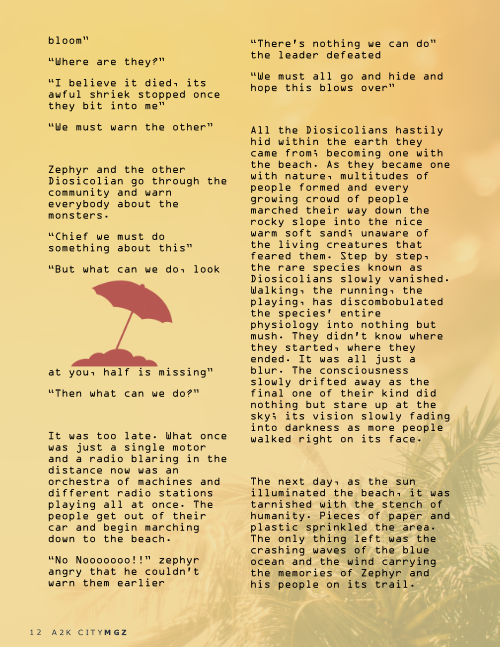 bloom"
"Where are they?"
"I believe it died, its
awful shriek stopped once
they bit into me"
"We must warn the other"
Zephyr and the other
Diosicolian go through the
community and warn
everybody about the
monsters.
"Chief we must do
something about this"
"But what can we do, look
at you, half is missing"
"Then what can we do?"
It was too late. What once
was just a single motor
and a radio blaring in the
distance now was an
orchestra of machines and
different radio stations
playing all at once. The
people get out of their
car and begin marching
down to the beach.
"No Nooooooo!!" zephyr
angry that he couldn't
warn them earlier
"There's nothing we can do"
the leader defeated
"We must all go and hide and
hope this blows over"
All the Diosicolians hastily
hid within the earth they
came from; becoming one with
the beach. As they became one
with nature, multitudes of
people formed and every
growing crowd of people
marched their way down the
rocky slope into the nice
warm soft sand; unaware of
the living creatures that
feared them. Step by step,
the rare species known as
Diosicolians slowly vanished.
Walking, the running, the
playing, has discombobulated
the species' entire
physiology into nothing but
mush. They didn't know where
they started, where they
ended. It was all just a
blur. The consciousness
slowly drifted away as the
final one of their kind did
nothing but stare up at the
sky; its vision slowly fading
into darkness as more people
walked right on its face.
The next day, as the sun
illuminated the beach, it was
tarnished with the stench of
humanity. Pieces of paper and
plastic sprinkled the area.
The only thing left was the
crashing waves of the blue
ocean and the wind carrying
the memories of Zephyr and
his people on its trail.
12 A2K CITYMGZ